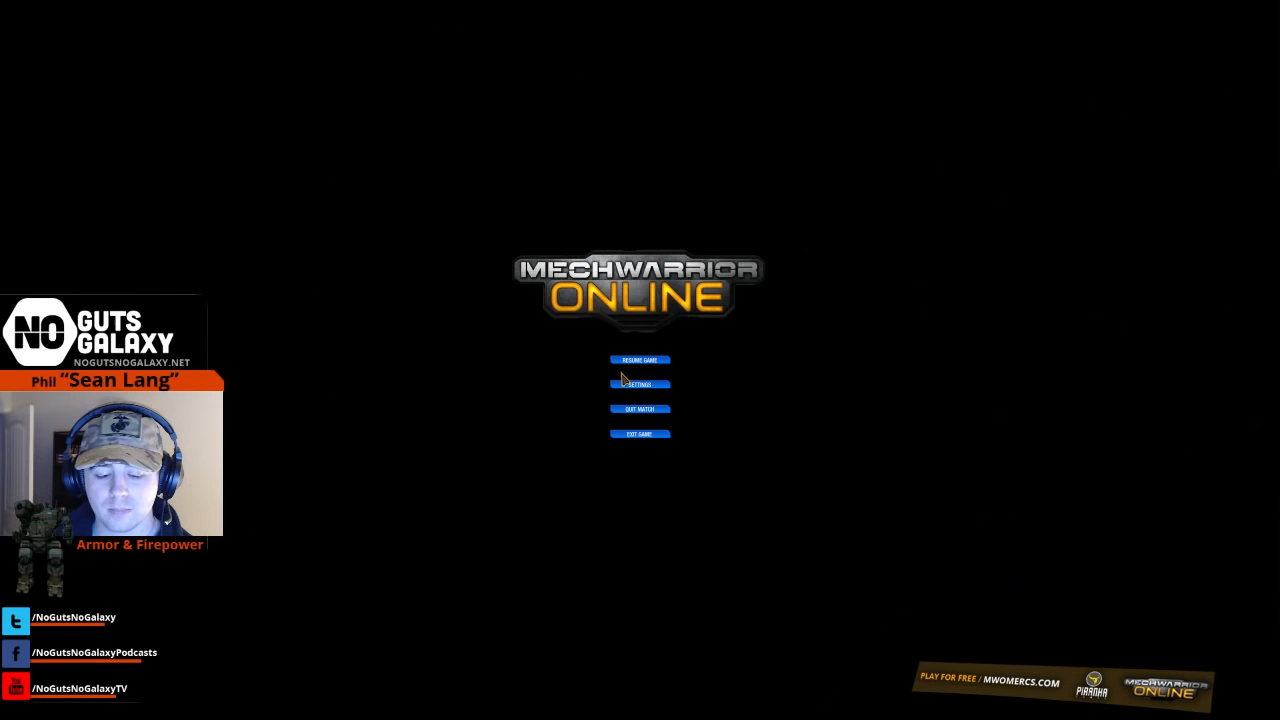 MECHWARRIOR
ONLINE
RESUME GAME
SETTINGS
QUIT MATCH
EXIT GAME
NO GUTS
GALAXY
NOGUTSNOGALAXY.NET
Phil "Sean Lang"
Armor & Firepower
/NoGutsNoGalaxy
/NoGutsNoGalaxyPodcasts
/NoGutsNoGalaxyTV
PLAY FOR FREE / MWOMERCS.COM
PIRANHA
MECHWARRIOR
ONLINE